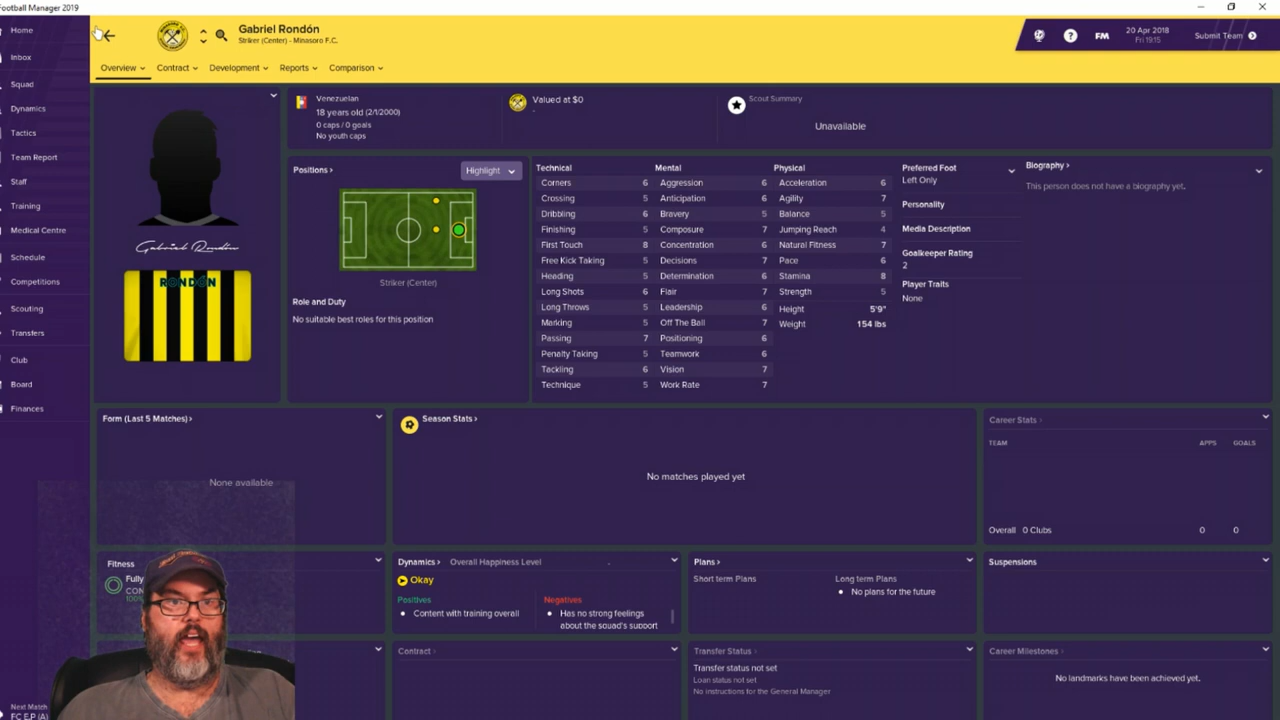 Football Manager 2019
Home
Inbox
Squad
Dynamics
Tactics
Team Report
Staff
Training
Medical Centre
Schedule
Competitions
Scouting
Transfers
Club
Board
Finances
Next Match
FC E.P (A)
Gabriel Rondón
Striker (Center) - Minasoro F.C.
FM
20 Apr 2018
Fri 19:15
Submit Team
Overview
Contract
Development
Reports
Comparison
Gabriel Rondón
RONDÓN
Venezuelan
18 years old (2/1/2000)
0 caps / 0 goals
No youth caps
Valued at $0
-
Scout Summary
Unavailable
Positions >
Highlight
Striker (Center)
Role and Duty
No suitable best roles for this position
Technical
Corners 6
Crossing 5
Dribbling 6
Finishing 5
First Touch 8
Free Kick Taking 5
Heading 5
Long Shots 6
Long Throws 5
Marking 5
Passing 7
Penalty Taking 5
Tackling 6
Technique 5
Mental
Aggression 6
Anticipation 6
Bravery 5
Composure 7
Concentration 6
Decisions 7
Determination 6
Flair 7
Leadership 6
Off The Ball 7
Positioning 6
Teamwork 6
Vision 7
Work Rate 7
Physical
Acceleration 6
Agility 7
Balance 5
Jumping Reach 4
Natural Fitness 7
Pace 6
Stamina 8
Strength 5
Height 5'9"
Weight 154 lbs
Preferred Foot
Left Only
Personality
Media Description
Goalkeeper Rating
2
Player Traits
None
Biography >
This person does not have a biography yet.
Form (Last 5 Matches) >
None available
Season Stats >
No matches played yet
Career Stats >
TEAM APPS GOALS
Overall 0 Clubs 0 0
Fitness
Fully
CON
100%
Dynamics > Overall Happiness Level
Okay
Positives
• Content with training overall
Negatives
• Has no strong feelings
about the squad's support
Plans >
Short term Plans
Long term Plans
• No plans for the future
Suspensions
Contract >
Transfer Status >
Transfer status not set
Loan status not set
No instructions for the General Manager
Career Milestones >
No landmarks have been achieved yet.